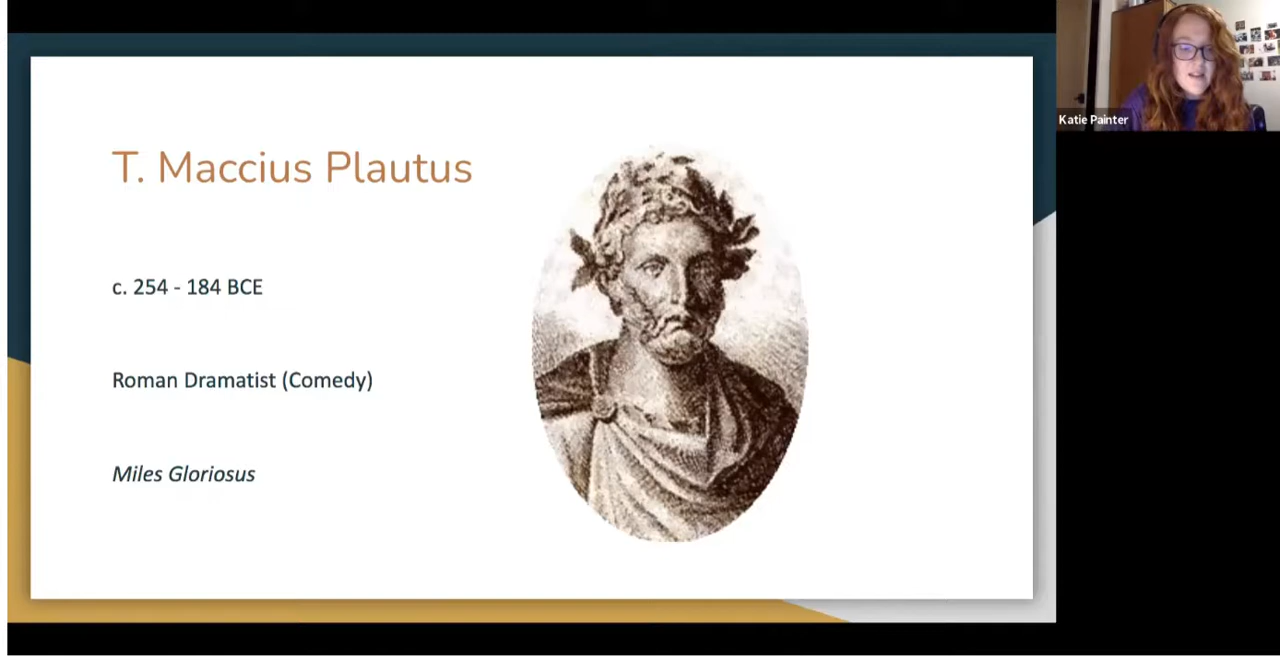 T. Maccius Plautus
c. 254 - 184 BCE
Roman Dramatist (Comedy)
Miles Gloriosus
Katie Painter